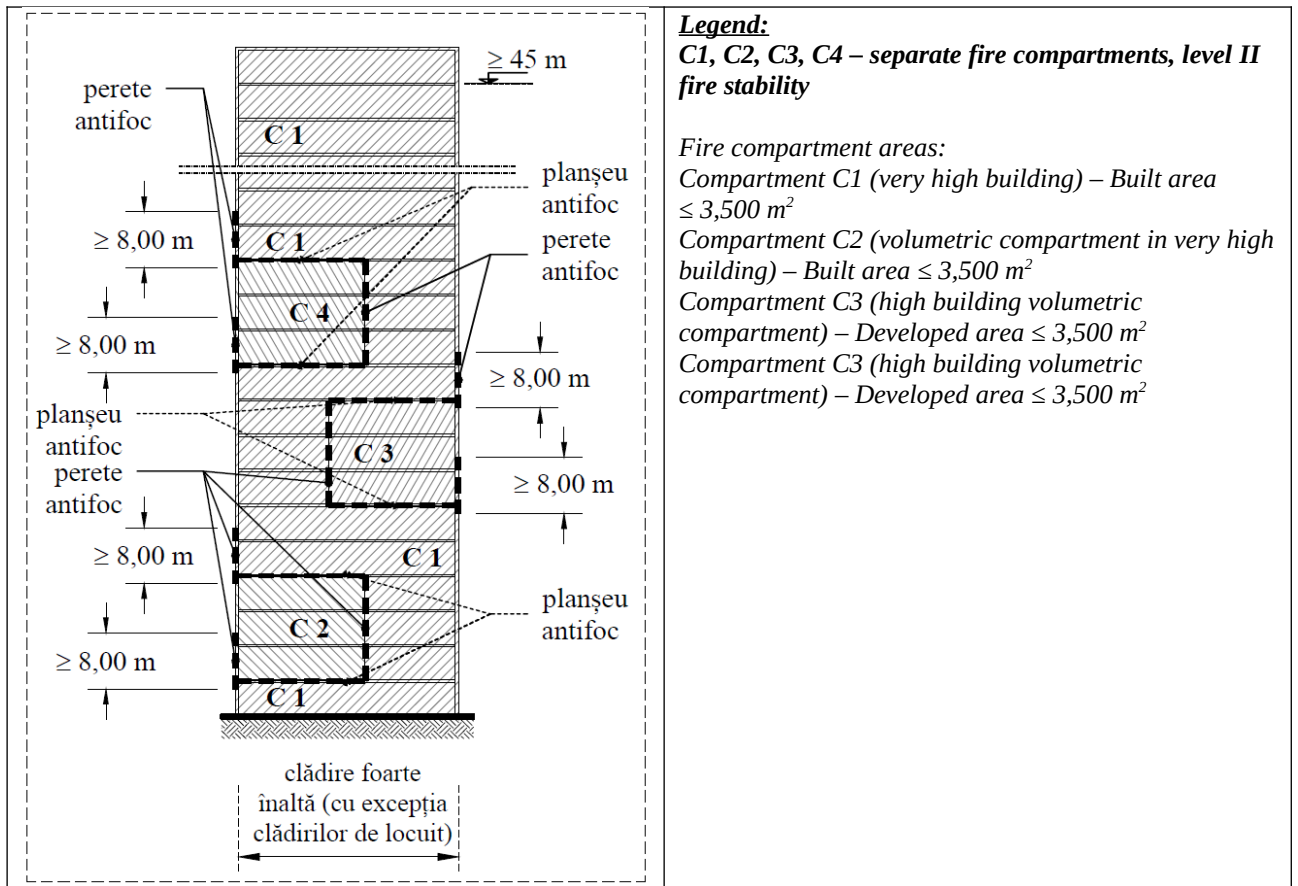 ≥ 45 m
perete
antifoc
C 1
planșeu
antifoc
≥ 8,00 m
C 1
perete
antifoc
C 4
≥ 8,00 m
≥ 8,00 m
planșeu
antifoc
C 3
perete
antifoc
≥ 8,00 m
≥ 8,00 m
C 1
planșeu
antifoc
C 2
≥ 8,00 m
C 1
clădire foarte
înaltă (cu excepția
clădirilor de locuit)
Legend:
C1, C2, C3, C4 – separate fire compartments, level II
fire stability
Fire compartment areas:
Compartment C1 (very high building) – Built area
≤ 3,500 m²
Compartment C2 (volumetric compartment in very high
building) – Built area ≤ 3,500 m²
Compartment C3 (high building volumetric
compartment) – Developed area ≤ 3,500 m²
Compartment C3 (high building volumetric
compartment) – Developed area ≤ 3,500 m²